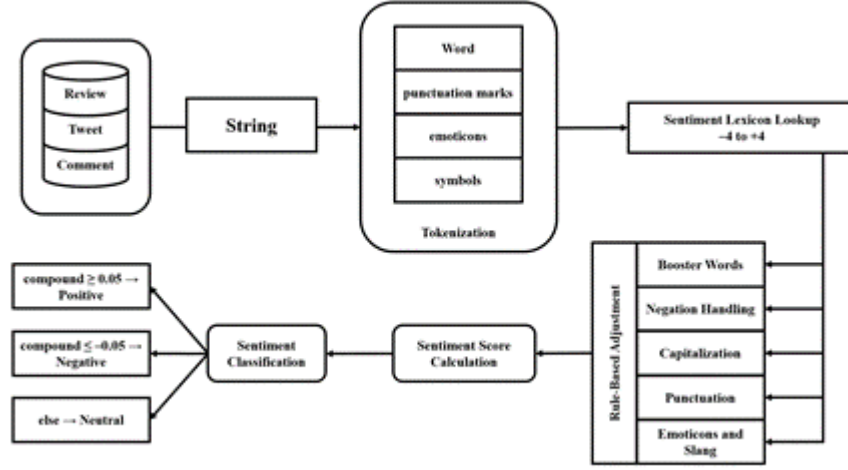 Review
Tweet
Comment
String
Word
punctuation marks
emoticons
symbols
Tokenization
Sentiment Lexicon Lookup
−4 to +4
Rule-Based Adjustment
Booster Words
Negation Handling
Capitalization
Punctuation
Emoticons and
Slang
Sentiment Score
Calculation
Sentiment
Classification
compound ≥ 0.05 →
Positive
compound ≤ −0.05 →
Negative
else → Neutral